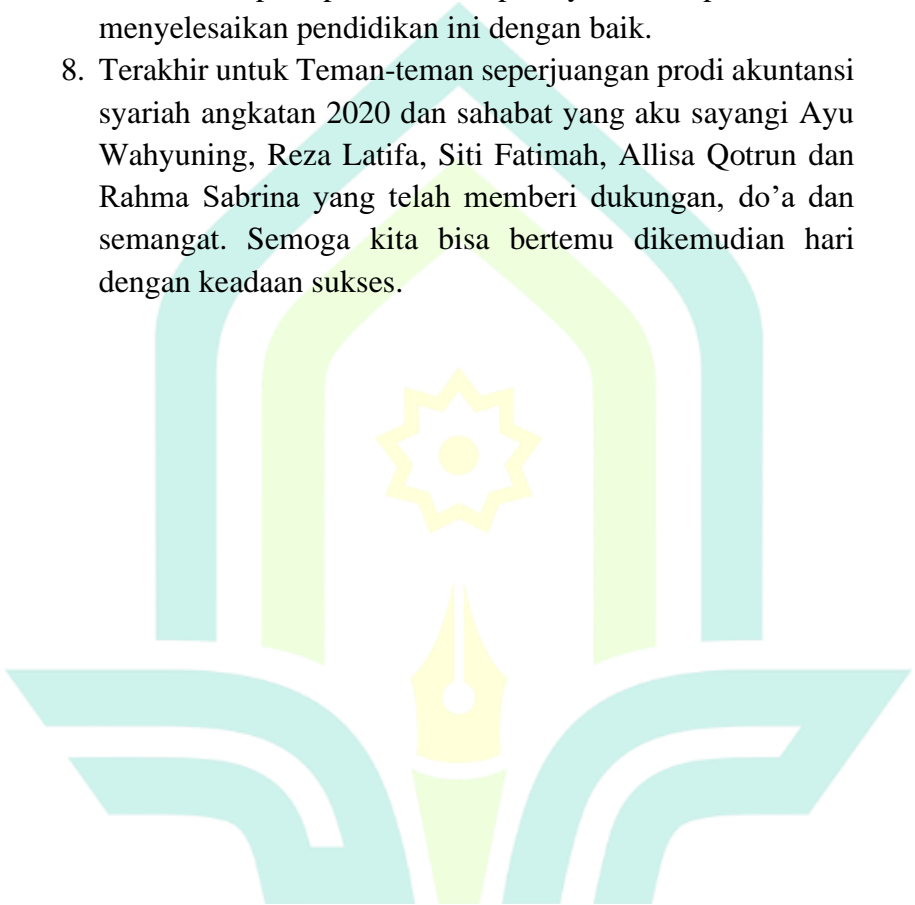 menyelesaikan pendidikan ini dengan baik.
8. Terakhir untuk Teman-teman seperjuangan prodi akuntansi
syariah angkatan 2020 dan sahabat yang aku sayangi Ayu
Wahyuning, Reza Latifa, Siti Fatimah, Allisa Qotrun dan
Rahma Sabrina yang telah memberi dukungan, do’a dan
semangat. Semoga kita bisa bertemu dikemudian hari
dengan keadaan sukses.